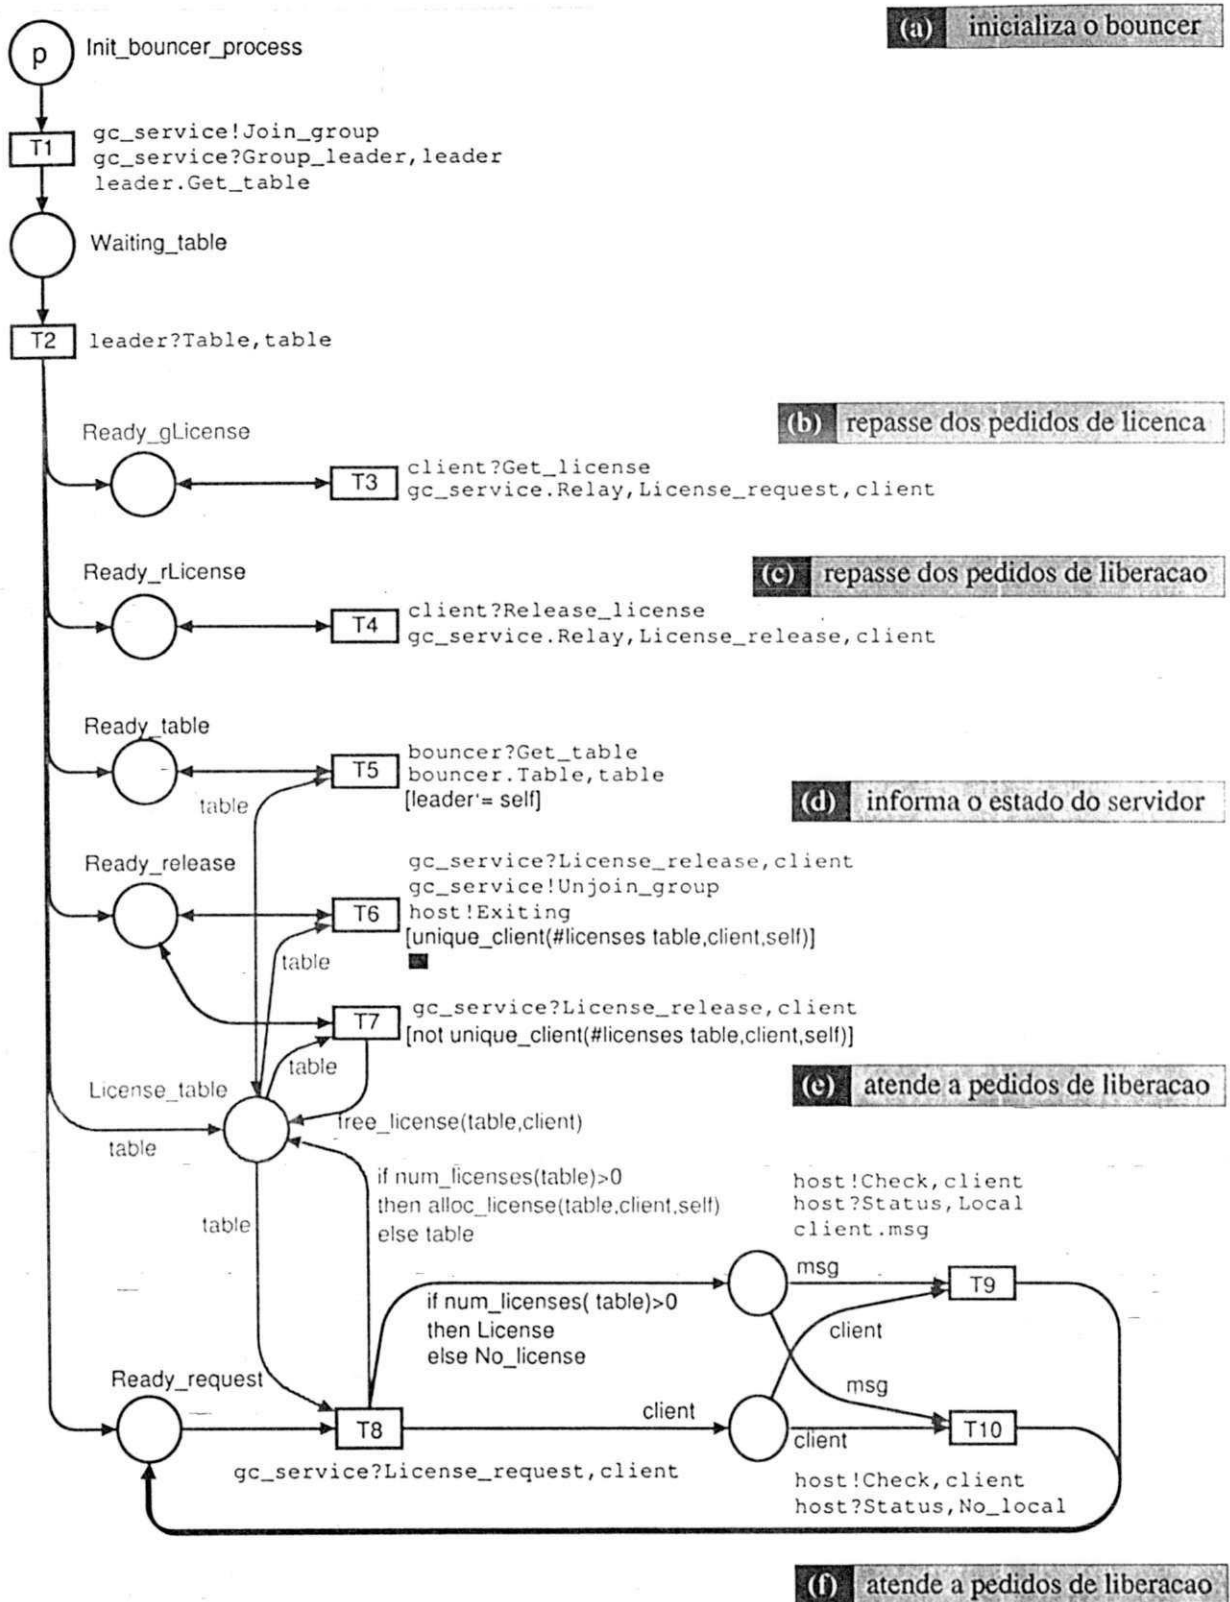 (a) inicializa o bouncer
p Init_bouncer_process
T1
gc_service!Join_group
gc_service?Group_leader,leader
leader.Get_table
Waiting_table
T2 leader?Table,table
(b) repasse dos pedidos de licenca
Ready_gLicense
T3
client?Get_license
gc_service.Relay,License_request,client
(c) repasse dos pedidos de liberacao
Ready_rLicense
T4
client?Release_license
gc_service.Relay,License_release,client
Ready_table
T5
bouncer?Get_table
bouncer.Table,table
[leader'= self]
table
(d) informa o estado do servidor
Ready_release
T6
gc_service?License_release,client
gc_service!Unjoin_group
host!Exiting
[unique_client(#licenses table,client,self)]
table
T7
gc_service?License_release,client
[not unique_client(#licenses table,client,self)]
table
(e) atende a pedidos de liberacao
License_table
table
free_license(table,client)
if num_licenses(table)>0
then alloc_license(table,client,self)
else table
table
host!Check,client
host?Status,Local
client.msg
msg
T9
if num_licenses( table)>0
then License
else No_license
client
Ready_request
msg
client
T8
T10
client
gc_service?License_request,client
host!Check,client
host?Status,No_local
(f) atende a pedidos de liberacao